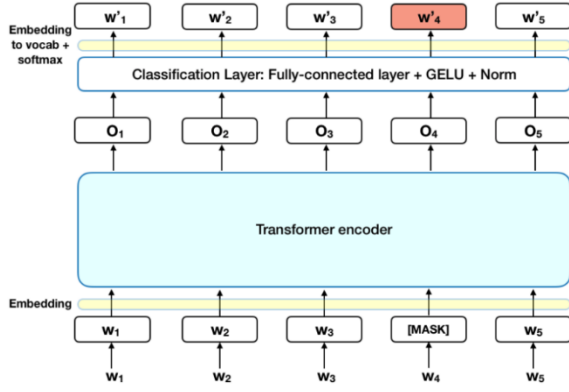 Embedding
to vocab +
softmax
w'₁ w'₂ w'₃ w'₄ w'₅
Classification Layer: Fully-connected layer + GELU + Norm
O₁ O₂ O₃ O₄ O₅
Transformer encoder
Embedding
W₁ W₂ W₃ [MASK] W₅
W₁ W₂ W₃ W₄ W₅